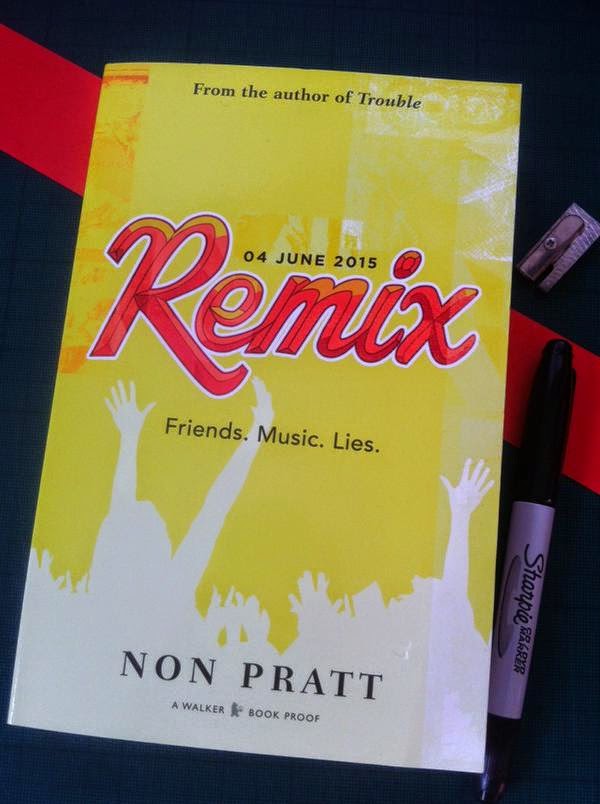 From the author of Trouble
04 JUNE 2015
Remix
Friends. Music. Lies.
NON PRATT
A WALKER BOOK PROOF
Sharpie